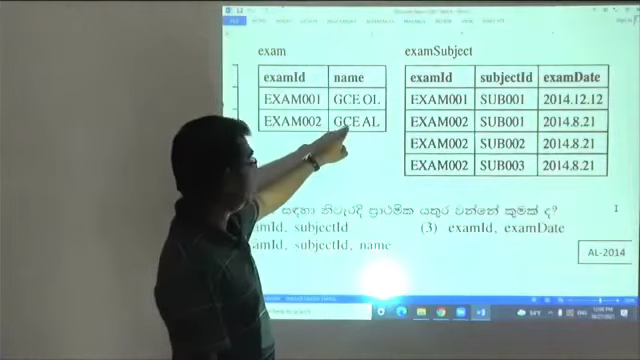 exam
examSubject
examId name
EXAM001 GCE OL
EXAM002 GCE AL
examId subjectId examDate
EXAM001 SUB001 2014.12.12
EXAM002 SUB001 2014.8.21
EXAM002 SUB002 2014.8.21
EXAM002 SUB003 2014.8.21
සඳහා නිවැරදි ප්‍රාථමික යතුර වන්නේ කුමක් ද?
1
amId, subjectId (3) examId, examDate
amId, subjectId, name
AL-2014